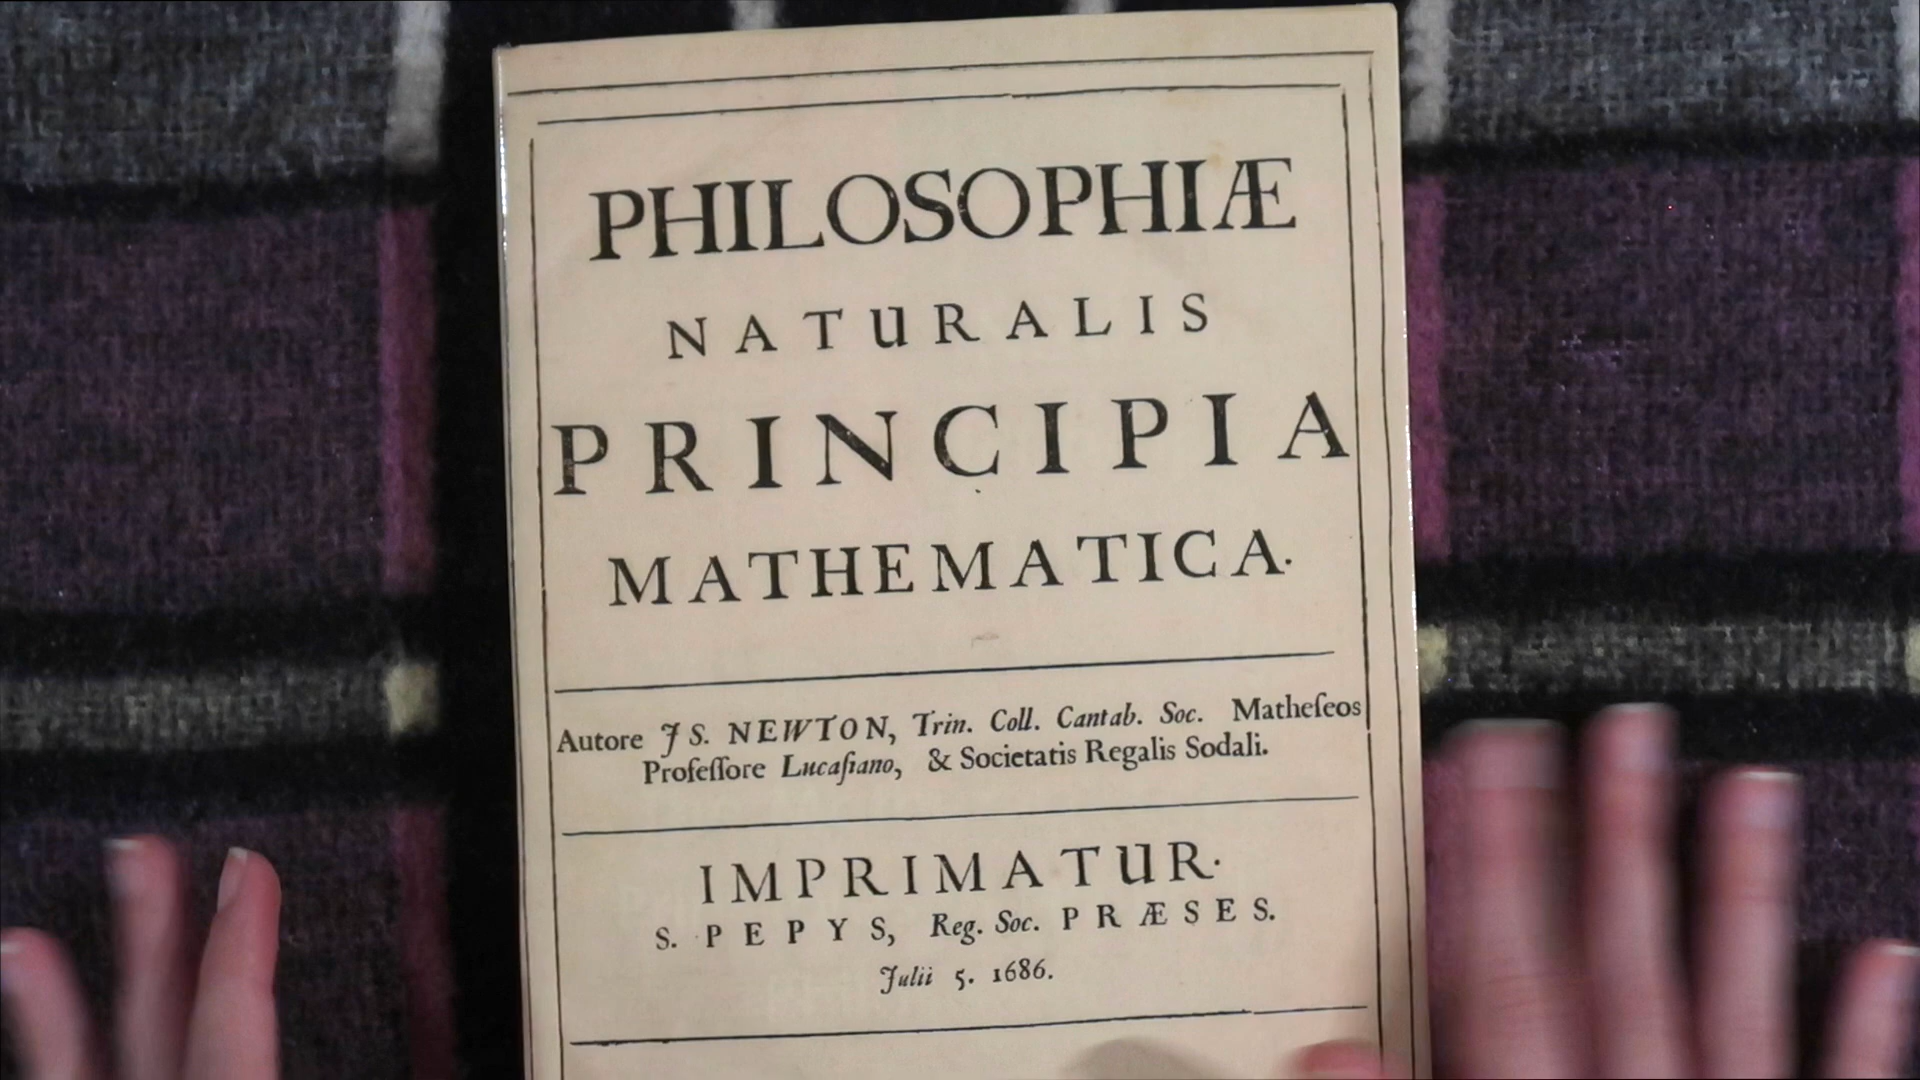 PHILOSOPHIÆ
NATURALIS
PRINCIPIA
MATHEMATICA.
Autore J S. NEWTON, Trin. Coll. Cantab. Soc. Matheſeos
Profeſſore Lucaſiano, & Societatis Regalis Sodali.
IMPRIMATUR.
S. PEPYS, Reg. Soc. PRÆSES.
Julii 5. 1686.